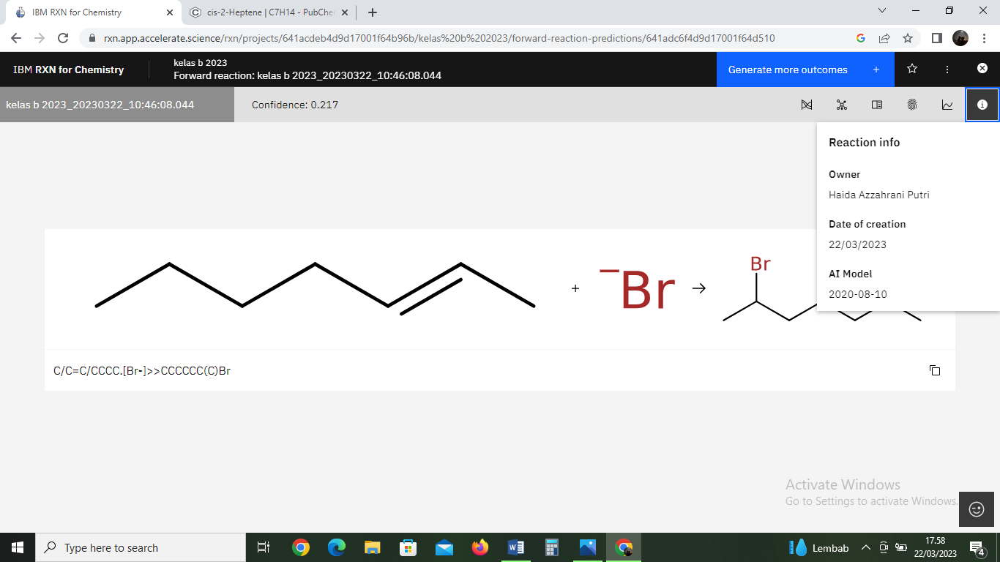 IBM RXN for Chemistry
cis-2-Heptene | C7H14 - PubChe
rxn.app.accelerate.science/rxn/projects/641acdeb4d9d17001f64b96b/kelas%20b%202023/forward-reaction-predictions/641adc6f4d9d17001f64d510
IBM RXN for Chemistry
kelas b 2023
Forward reaction: kelas b 2023_20230322_10:46:08.044
Generate more outcomes +
kelas b 2023_20230322_10:46:08.044
Confidence: 0.217
Reaction info
Owner
Haida Azzahrani Putri
Date of creation
22/03/2023
AI Model
2020-08-10
+
−Br
→
Br
C/C=C/CCCC.[Br-]>>CCCCCC(C)Br
Activate Windows
Go to Settings to activate Windows.
Type here to search
Lembab
17.58
22/03/2023
4